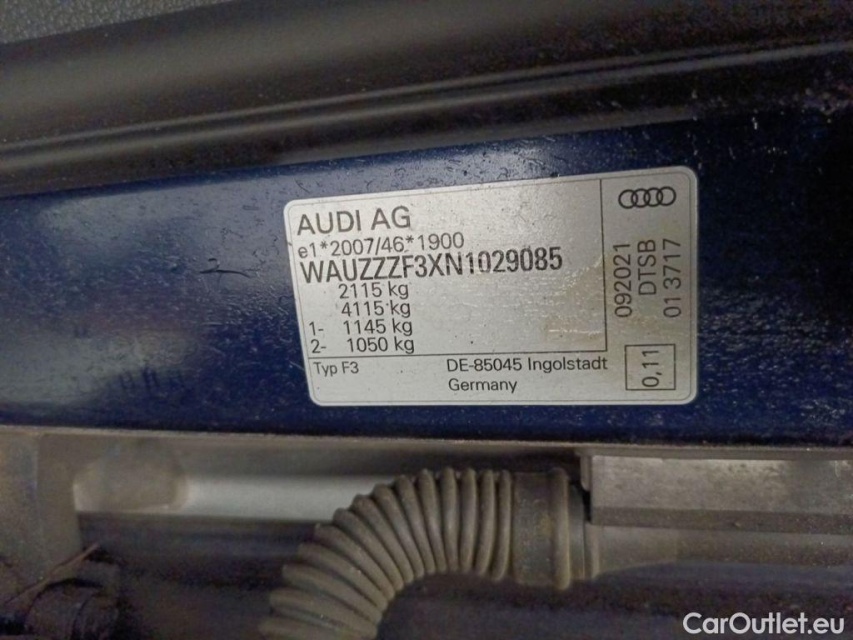 AUDI AG
e1*2007/46*1900
WAUZZZF3XN1029085
2115 kg
4115 kg
1- 1145 kg
2- 1050 kg
Typ F3
DE-85045 Ingolstadt
Germany
092021
DTSB
01 3717
0,11
CarOutlet.eu